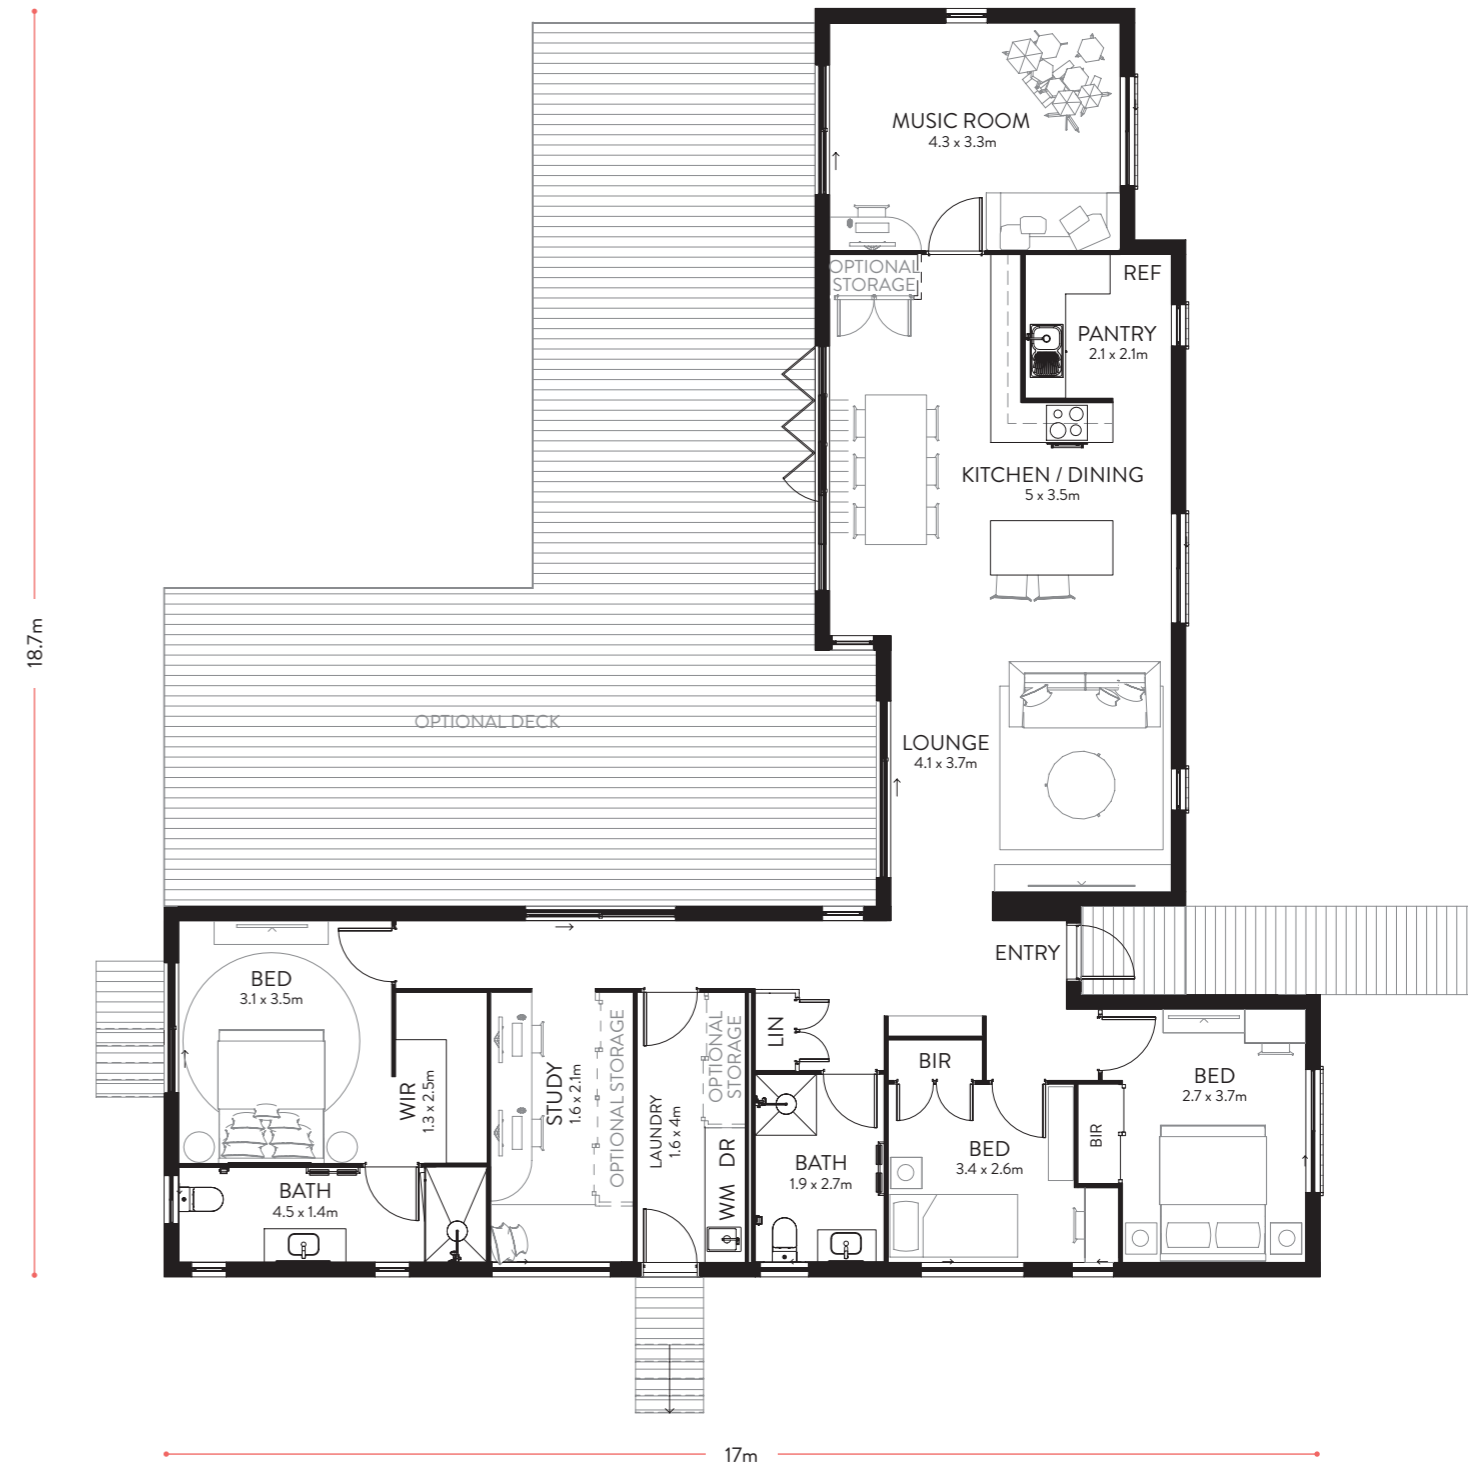 MUSIC ROOM
4.3 x 3.3m
OPTIONAL
STORAGE
REF
PANTRY
2.1 x 2.1m
KITCHEN / DINING
5 x 3.5m
18.7m
OPTIONAL DECK
LOUNGE
4.1 x 3.7m
ENTRY
BED
3.1 x 3.5m
WIR
1.3 x 2.5m
STUDY
1.6 x 2.1m
OPTIONAL STORAGE
LAUNDRY
1.6 x 4m
OPTIONAL
STORAGE
WM DR
LIN
BIR
BED
3.4 x 2.6m
BIR
BED
2.7 x 3.7m
BATH
4.5 x 1.4m
BATH
1.9 x 2.7m
17m